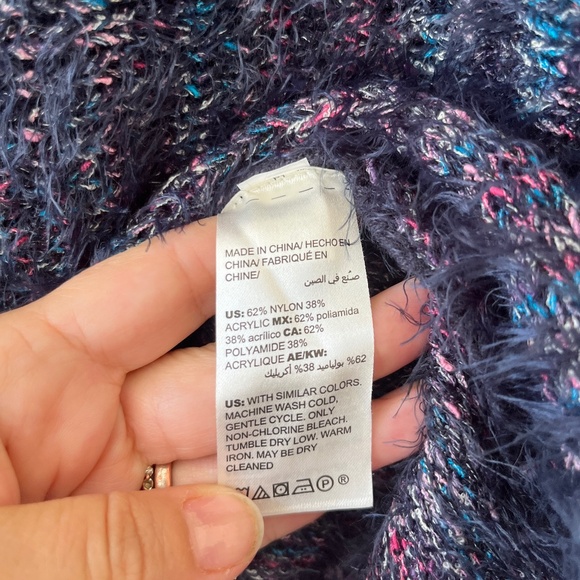 MADE IN CHINA/ HECHO EN
CHINA/ FABRIQUÉ EN
CHINE/
صنع في الصين
US: 62% NYLON 38%
ACRYLIC MX: 62% poliamida
38% acrílico CA: 62%
POLYAMIDE 38%
ACRYLIQUE AE/KW:
62% بولياميد 38% أكريليك
US: WITH SIMILAR COLORS.
MACHINE WASH COLD,
GENTLE CYCLE. ONLY
NON-CHLORINE BLEACH.
TUMBLE DRY LOW. WARM
IRON. MAY BE DRY
CLEANED
P ®